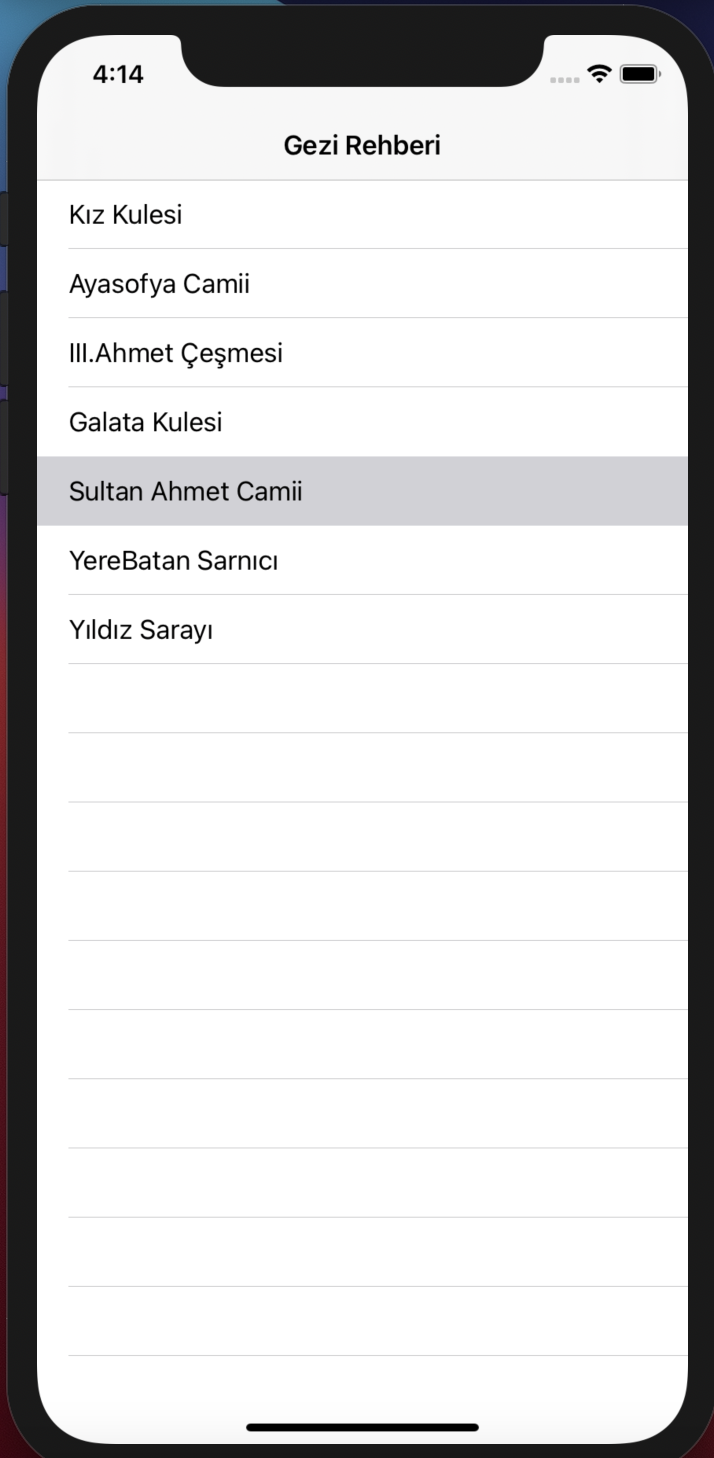 4:14
Gezi Rehberi
Kız Kulesi
Ayasofya Camii
III.Ahmet Çeşmesi
Galata Kulesi
Sultan Ahmet Camii
YereBatan Sarnıcı
Yıldız Sarayı